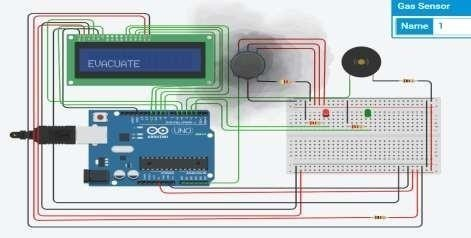 Gas Sensor
Name 1
EVACUATE
UNO
ARDUINO